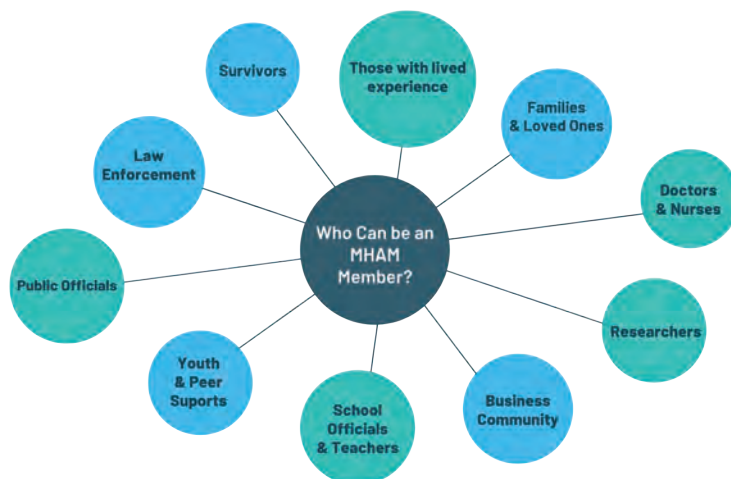 Survivors
Those with lived
experience
Families
& Loved Ones
Law
Enforcement
Doctors
& Nurses
Who Can be an
MHAM
Member?
Public Officials
Researchers
Youth
& Peer
Suports
School
Officials
& Teachers
Business
Community